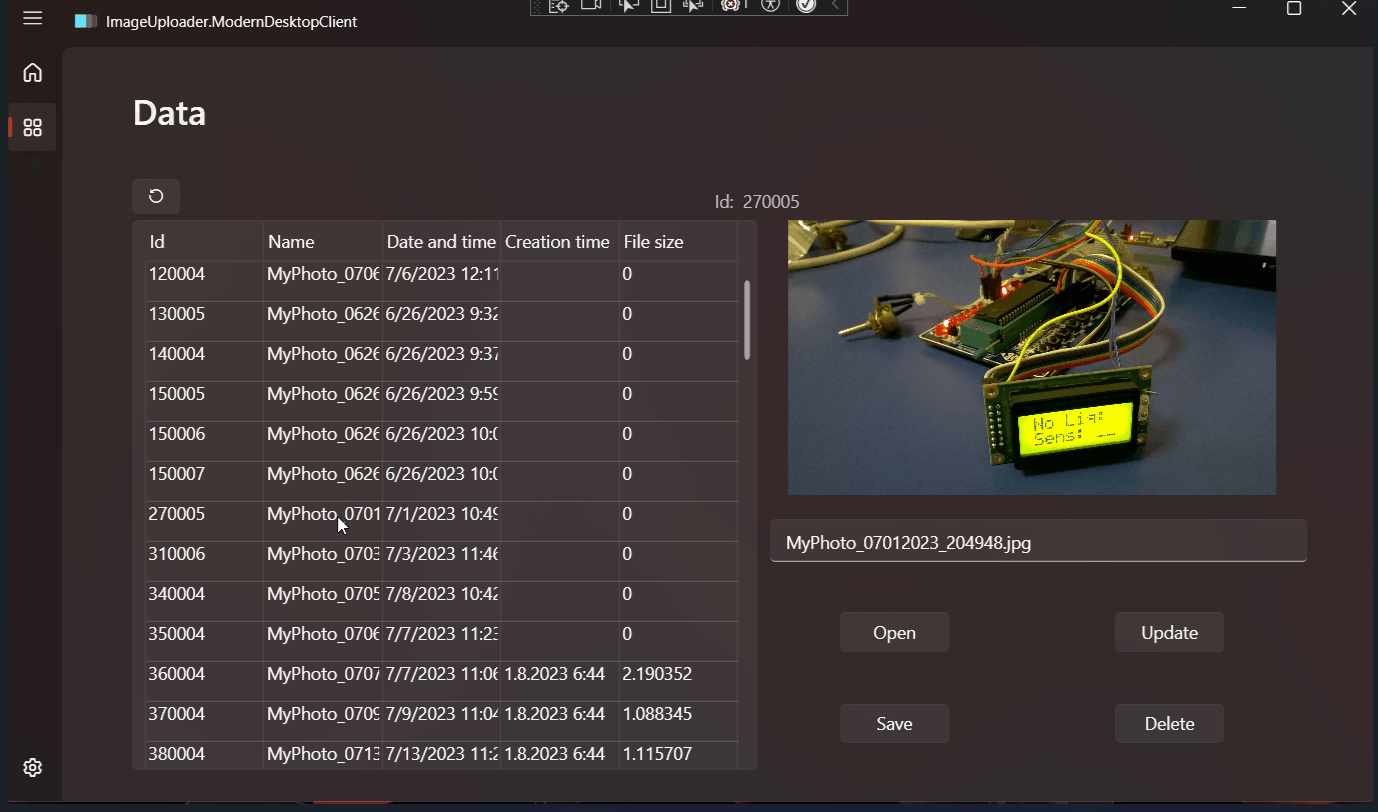 ImageUploader.ModernDesktopClient
Data
Id: 270005
Id Name Date and time Creation time File size
120004 MyPhoto_0706 7/6/2023 12:11 0
130005 MyPhoto_0626 6/26/2023 9:32 0
140004 MyPhoto_0626 6/26/2023 9:37 0
150005 MyPhoto_0626 6/26/2023 9:59 0
150006 MyPhoto_0626 6/26/2023 10:0 0
150007 MyPhoto_0626 6/26/2023 10:0 0
270005 MyPhoto_0701 7/1/2023 10:49 0
310006 MyPhoto_0703 7/3/2023 11:46 0
340004 MyPhoto_0705 7/8/2023 10:42 0
350004 MyPhoto_0706 7/7/2023 11:23 0
360004 MyPhoto_0707 7/7/2023 11:06 1.8.2023 6:44 2.190352
370004 MyPhoto_0709 7/9/2023 11:04 1.8.2023 6:44 1.088345
380004 MyPhoto_0713 7/13/2023 11:2 1.8.2023 6:44 1.115707
No Liq:
Sens: ---
MyPhoto_07012023_204948.jpg
Open Update
Save Delete